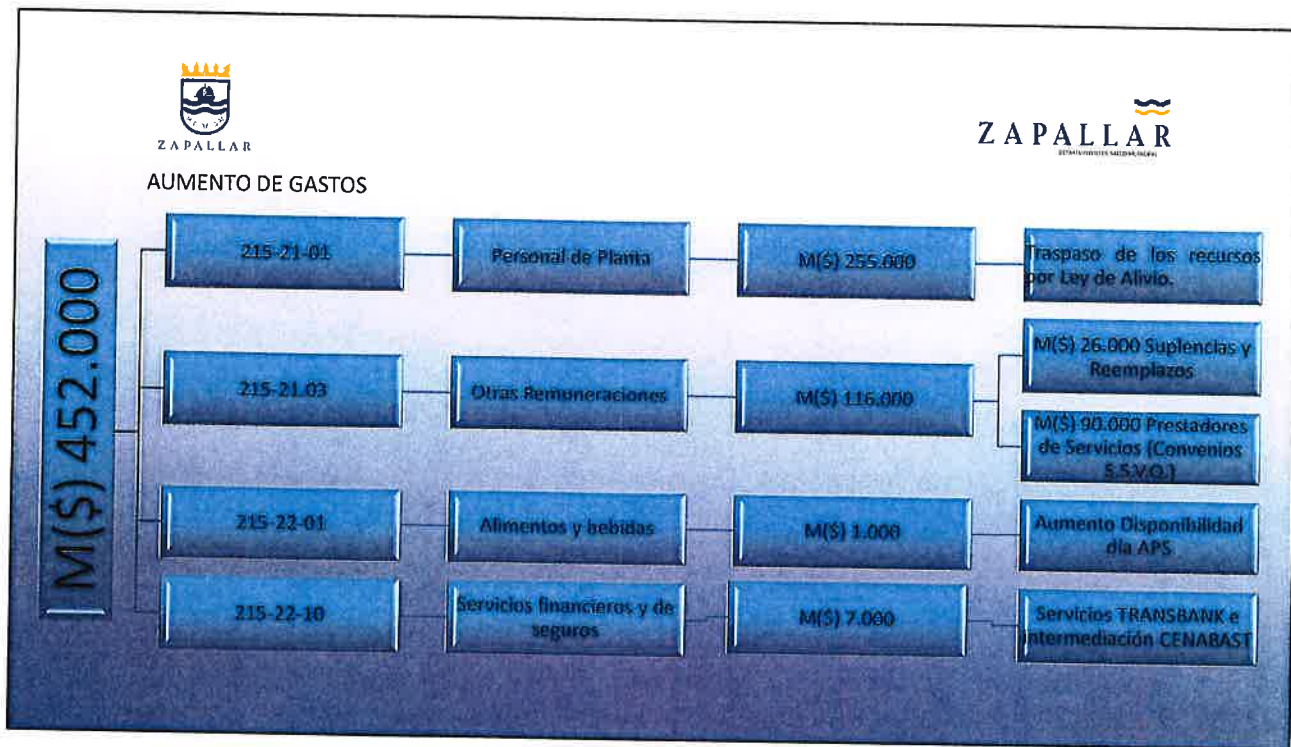 ZAPALLAR
ZAPALLAR
AUMENTO DE GASTOS
M($) 452.000
215-21-01
Personal de Planta
M($) 255.000
Traspaso de los recursos
por Ley de Alivio.
215-21.03
Otras Remuneraciones
M($) 116.000
M($) 26.000 Suplencias y
Reemplazos
M($) 90.000 Prestadores
de Servicios (Convenios
S.S.V.Q.)
215-22-01
Alimentos y bebidas
M($) 1.000
Aumento Disponibilidad
día APS
215-22-10
Servicios financieros y de
seguros
M($) 7.000
Servicios TRANSBANK e
intermediación CENABAST